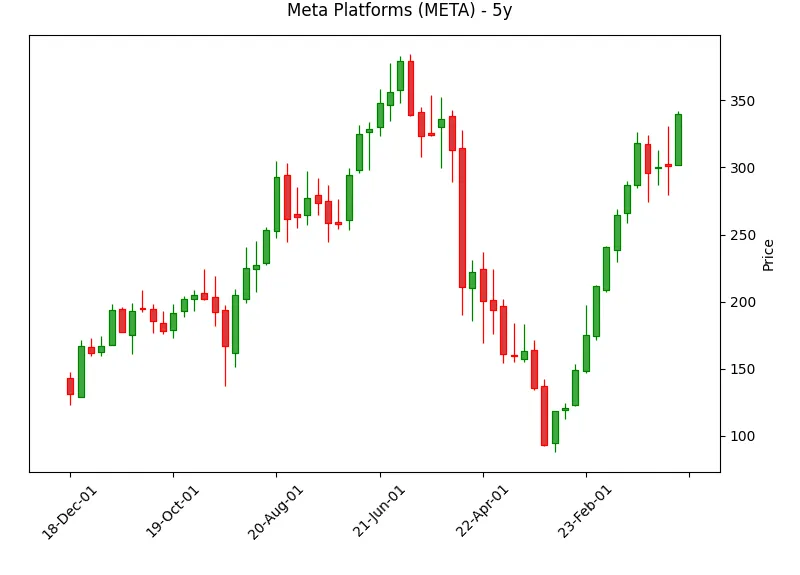 Meta Platforms (META) - 5y
350
300
250
200
150
100
Price
18-Dec-01
19-Oct-01
20-Aug-01
21-Jun-01
22-Apr-01
23-Feb-01